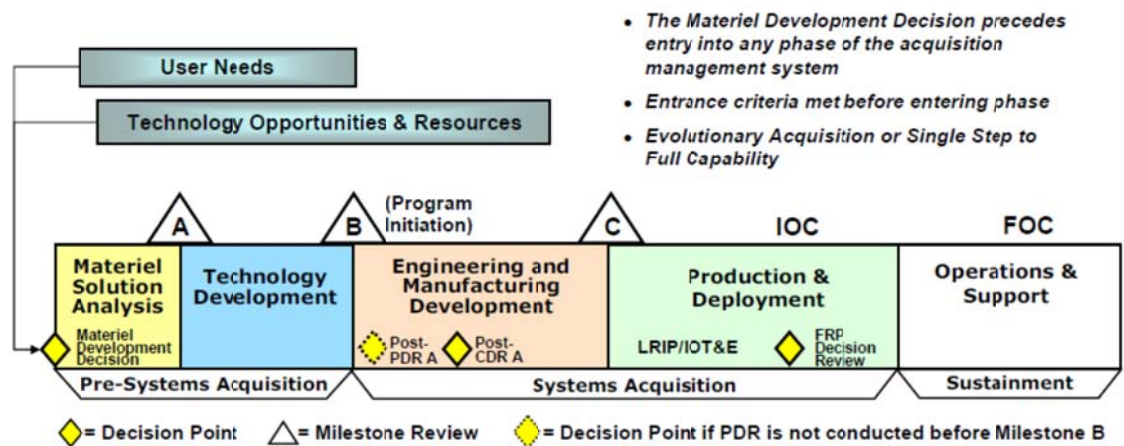 User Needs
Technology Opportunities & Resources
• The Materiel Development Decision precedes
entry into any phase of the acquisition
management system
• Entrance criteria met before entering phase
• Evolutionary Acquisition or Single Step to
Full Capability
A
B
(Program
Initiation)
C
IOC
FOC
Materiel
Solution
Analysis
Materiel
Development
Decision
Technology
Development
Engineering and
Manufacturing
Development
Post-
PDR A
Post-
CDR A
Production &
Deployment
LRIP/IOT&E
FRP
Decision
Review
Operations &
Support
Pre-Systems Acquisition
Systems Acquisition
Sustainment
= Decision Point
= Milestone Review
= Decision Point if PDR is not conducted before Milestone B